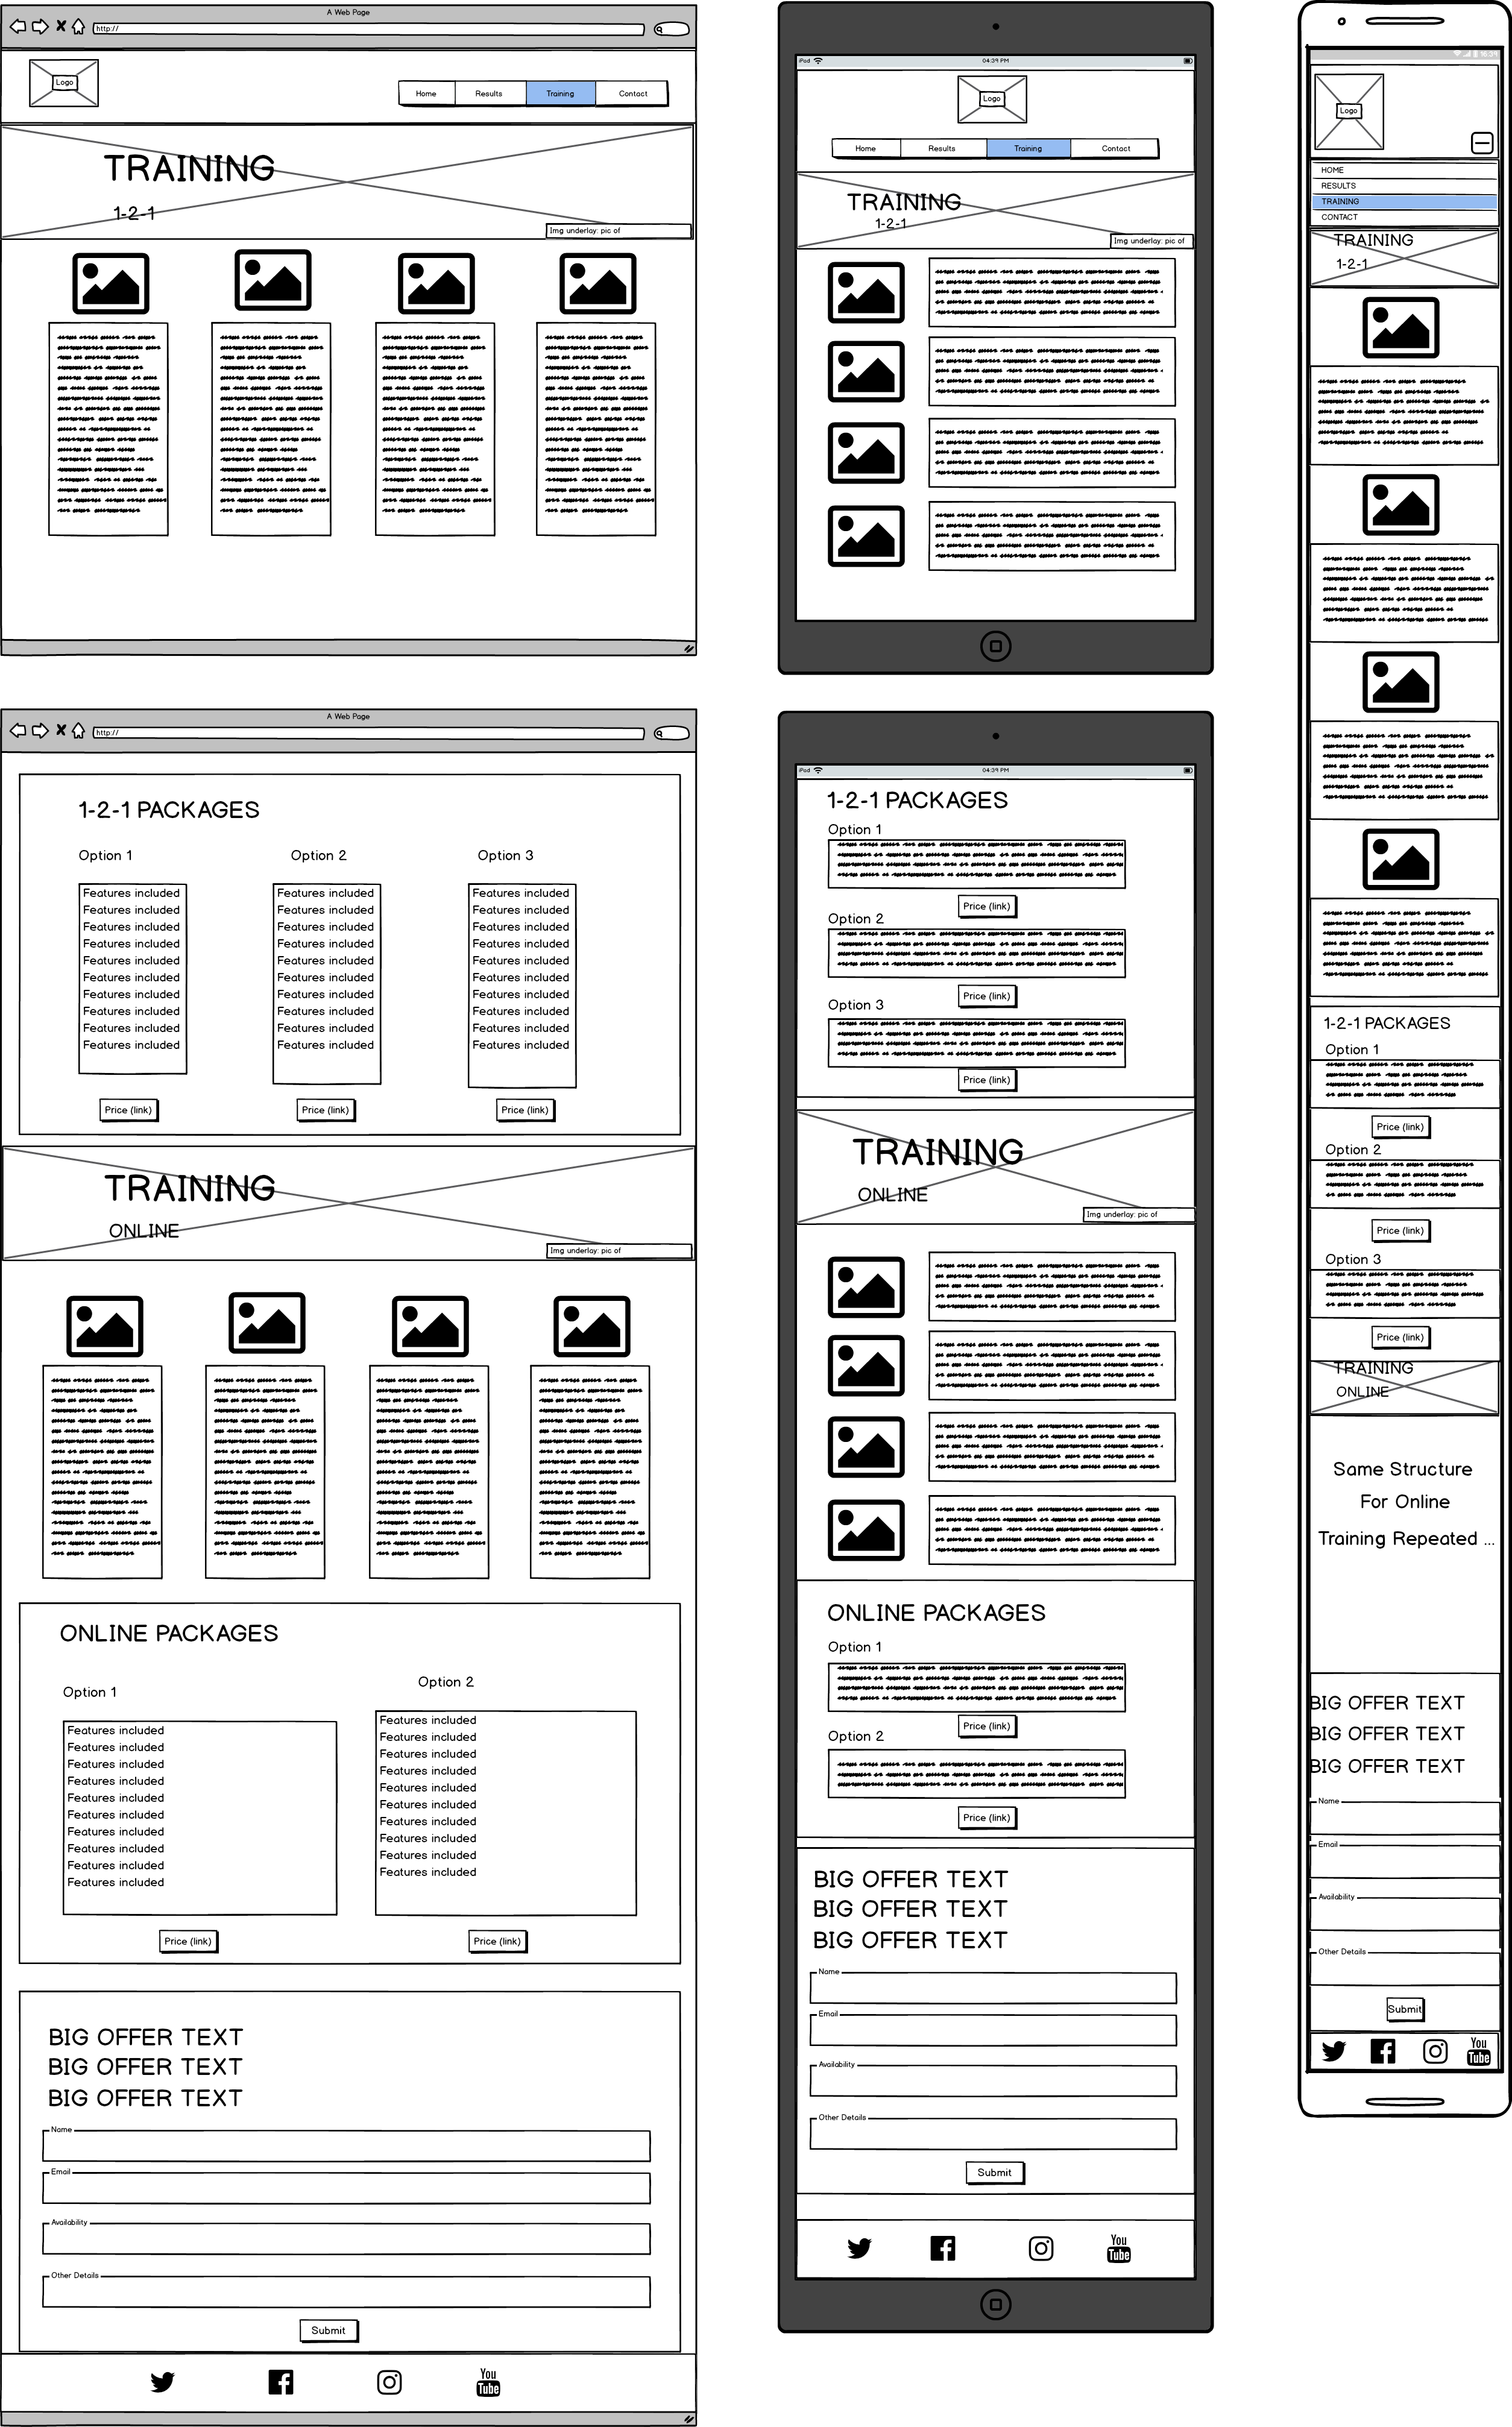 A Web Page
http://
Logo
Home Results Training Contact
TRAINING
1-2-1
Img underlay: pic of
A Web Page
http://
1-2-1 PACKAGES
Option 1 Option 2 Option 3
Features included Features included Features included
Features included Features included Features included
Features included Features included Features included
Features included Features included Features included
Features included Features included Features included
Features included Features included Features included
Features included Features included Features included
Features included Features included Features included
Features included Features included Features included
Features included Features included Features included
Price (link) Price (link) Price (link)
TRAINING
ONLINE
Img underlay: pic of
ONLINE PACKAGES
Option 1 Option 2
Features included Features included
Features included Features included
Features included Features included
Features included Features included
Features included Features included
Features included Features included
Features included Features included
Features included Features included
Features included Features included
Features included Features included
Price (link) Price (link)
BIG OFFER TEXT
BIG OFFER TEXT
BIG OFFER TEXT
Name
Email
Availability
Other Details
Submit
You
Tube
iPad 04:39 PM
Logo
Home Results Training Contact
TRAINING
1-2-1
Img underlay: pic of
iPad 04:39 PM
1-2-1 PACKAGES
Option 1
Price (link)
Option 2
Price (link)
Option 3
Price (link)
TRAINING
ONLINE
Img underlay: pic of
ONLINE PACKAGES
Option 1
Price (link)
Option 2
Price (link)
BIG OFFER TEXT
BIG OFFER TEXT
BIG OFFER TEXT
Name
Email
Availability
Other Details
Submit
You
Tube
Logo
HOME
RESULTS
TRAINING
CONTACT
TRAINING
1-2-1
1-2-1 PACKAGES
Option 1
Price (link)
Option 2
Price (link)
Option 3
Price (link)
TRAINING
ONLINE
Same Structure
For Online
Training Repeated ...
BIG OFFER TEXT
BIG OFFER TEXT
BIG OFFER TEXT
Name
Email
Availability
Other Details
Submit
You
Tube